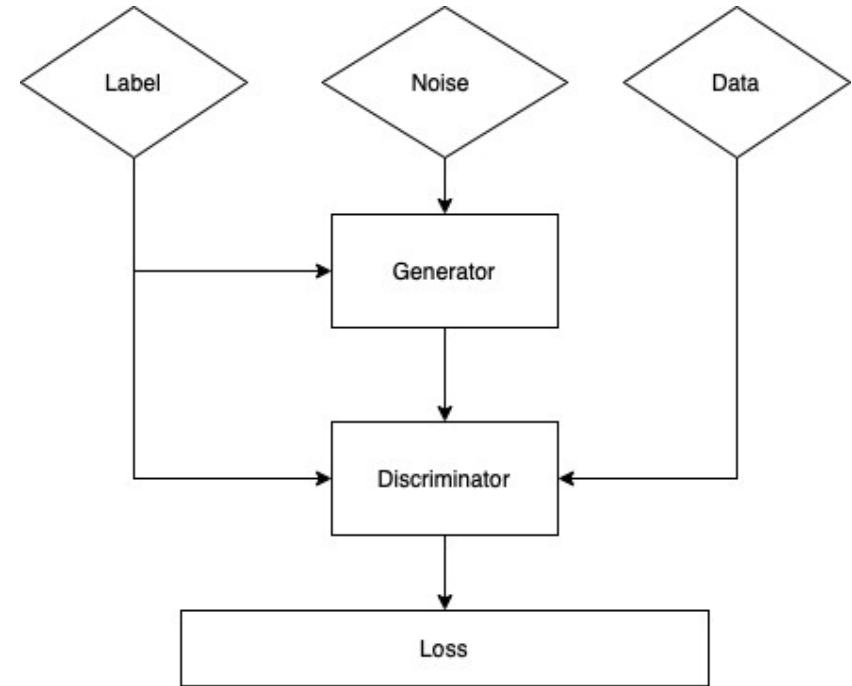 Label
Noise
Data
Generator
Discriminator
Loss